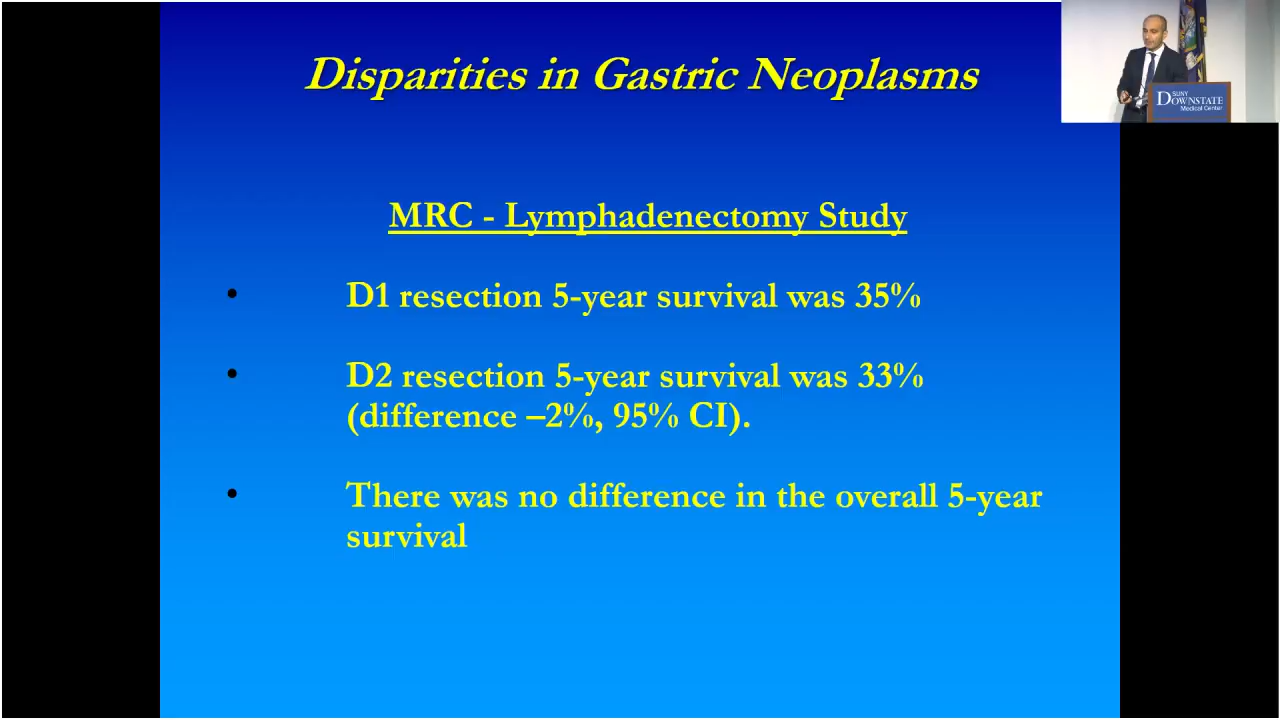 Disparities in Gastric Neoplasms
SUNY
DOWNSTATE
Medical Center
MRC - Lymphadenectomy Study
• D1 resection 5-year survival was 35%
• D2 resection 5-year survival was 33%
(difference –2%, 95% CI).
• There was no difference in the overall 5-year
survival